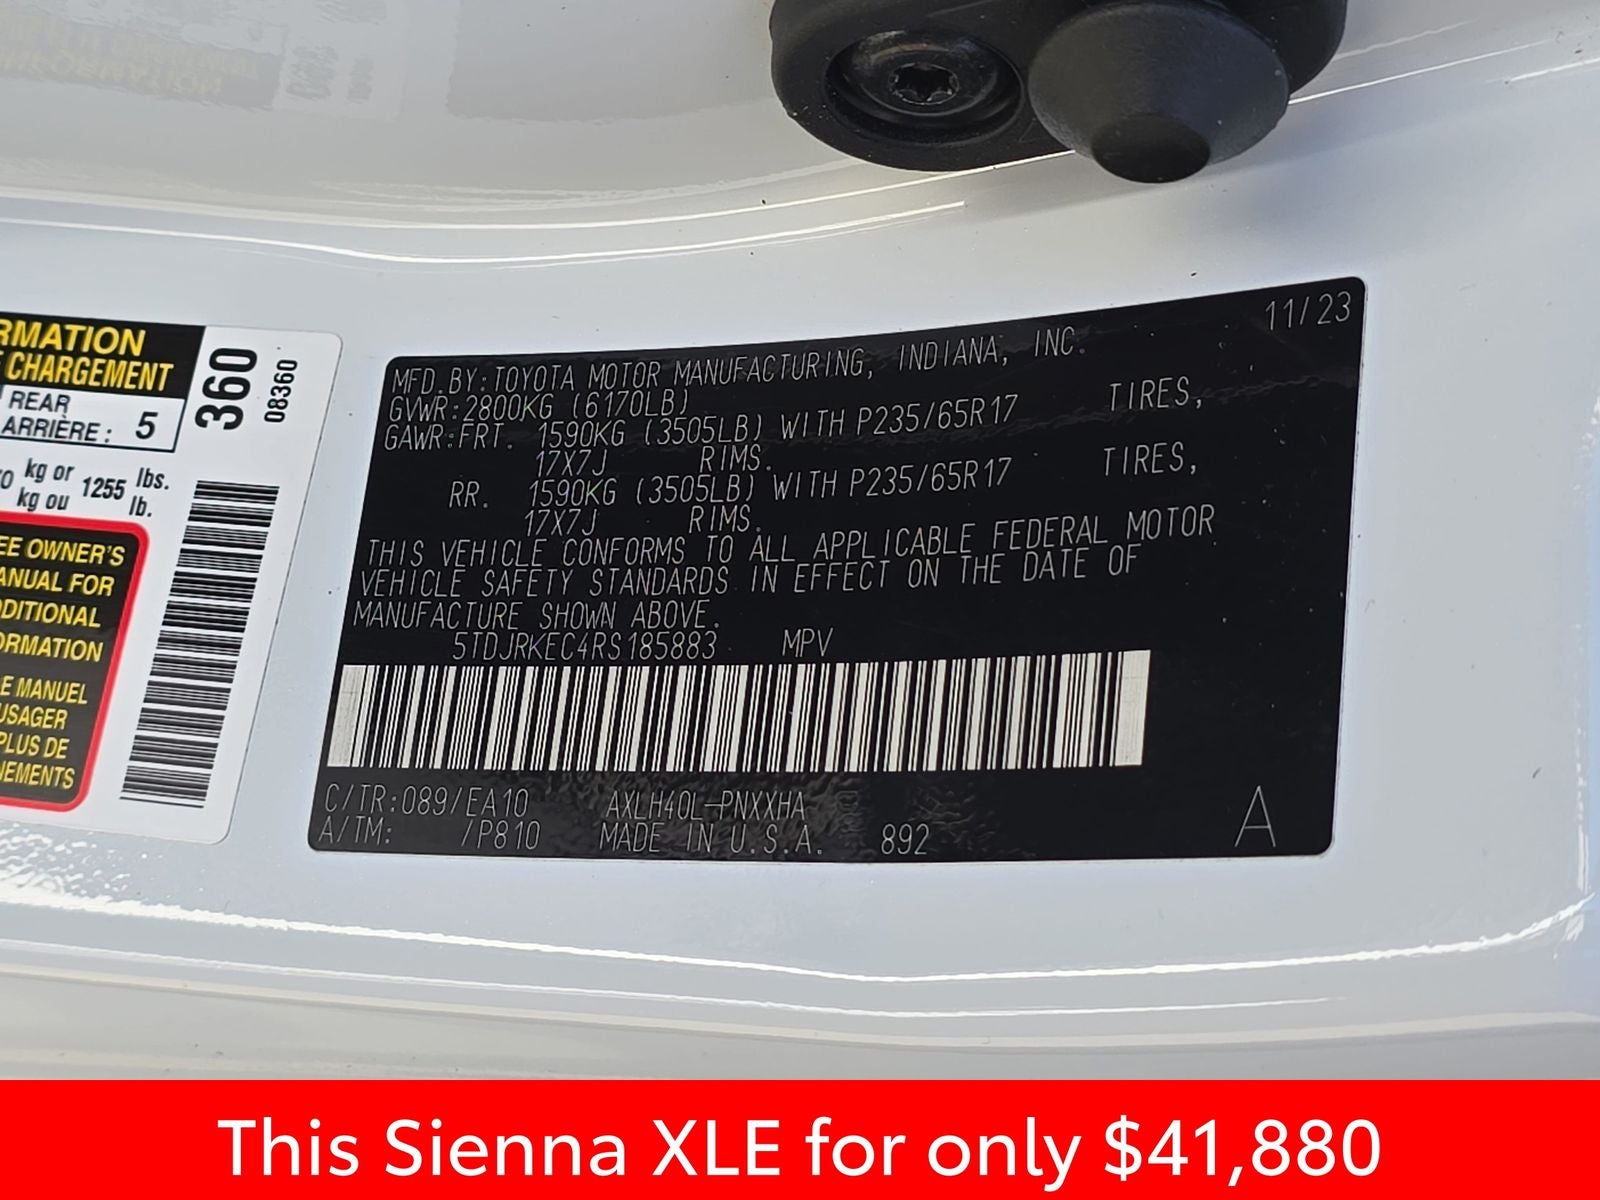 RMATION
E CHARGEMENT
REAR
ARRIÈRE: 5
kg or 1255 lbs.
kg ou lb.
360
08360
EE OWNER'S
ANUAL FOR
DDITIONAL
ORMATION
E MANUEL
USAGER
PLUS DE
NEMENTS
11/23
MFD.BY:TOYOTA MOTOR MANUFACTURING, INDIANA, INC.
GVWR:2800KG (6170LB)
GAWR:FRT. 1590KG (3505LB) WITH P235/65R17 TIRES,
17X7J RIMS.
RR. 1590KG (3505LB) WITH P235/65R17 TIRES,
17X7J RIMS.
THIS VEHICLE CONFORMS TO ALL APPLICABLE FEDERAL MOTOR
VEHICLE SAFETY STANDARDS IN EFFECT ON THE DATE OF
MANUFACTURE SHOWN ABOVE.
5TDJRKEC4RS185883 MPV
C/TR:089/EA10 AXLH40L-PNXXHA
A/TM: /P810 MADE IN U.S.A. 892 A
This Sienna XLE for only $41,880